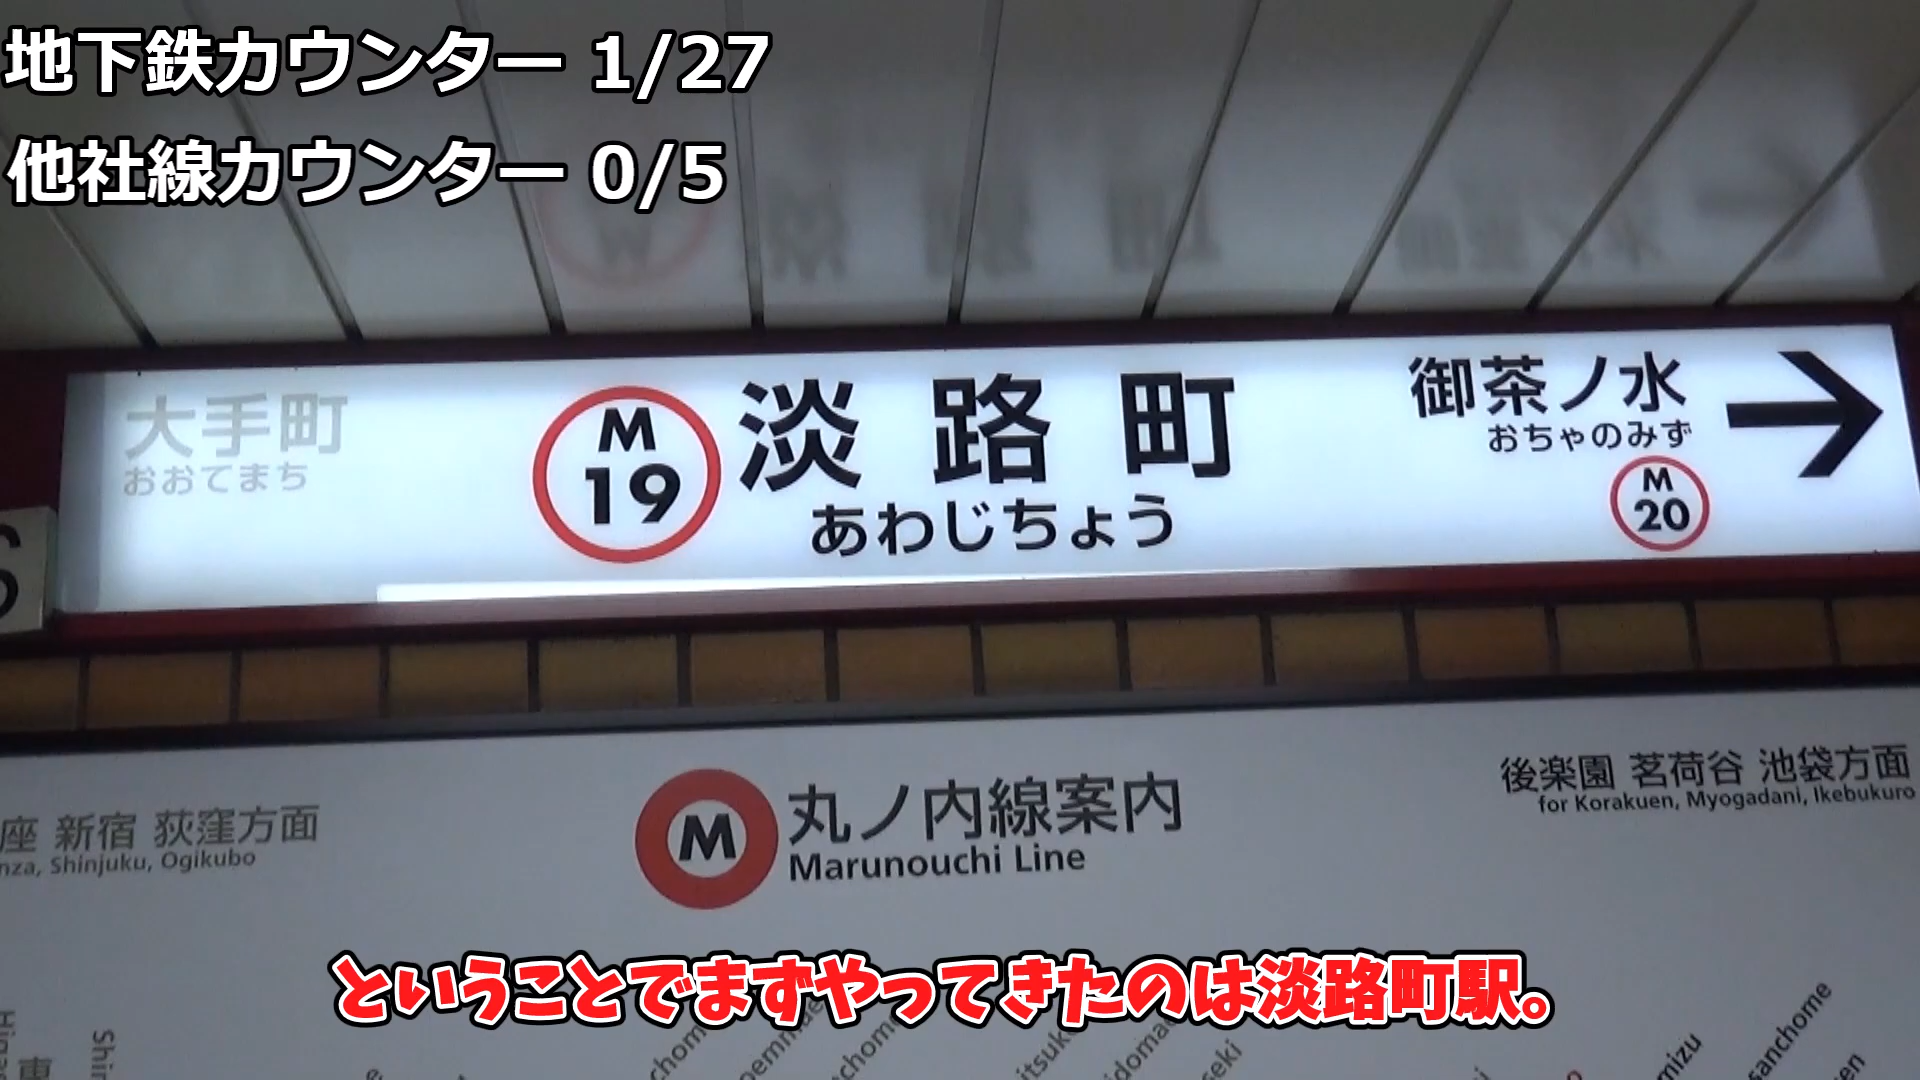 地下鉄カウンター 1/27
他社線カウンター 0/5
大手町
おおてまち
M
19
淡路町
あわじちょう
御茶ノ水
おちゃのみず
M
20
6
座 新宿 荻窪方面
nza, Shinjuku, Ogikubo
M
丸ノ内線案内
Marunouchi Line
後楽園 茗荷谷 池袋方面
for Korakuen, Myogadani, Ikebukuro
ということでまずやってきたのは淡路町駅。